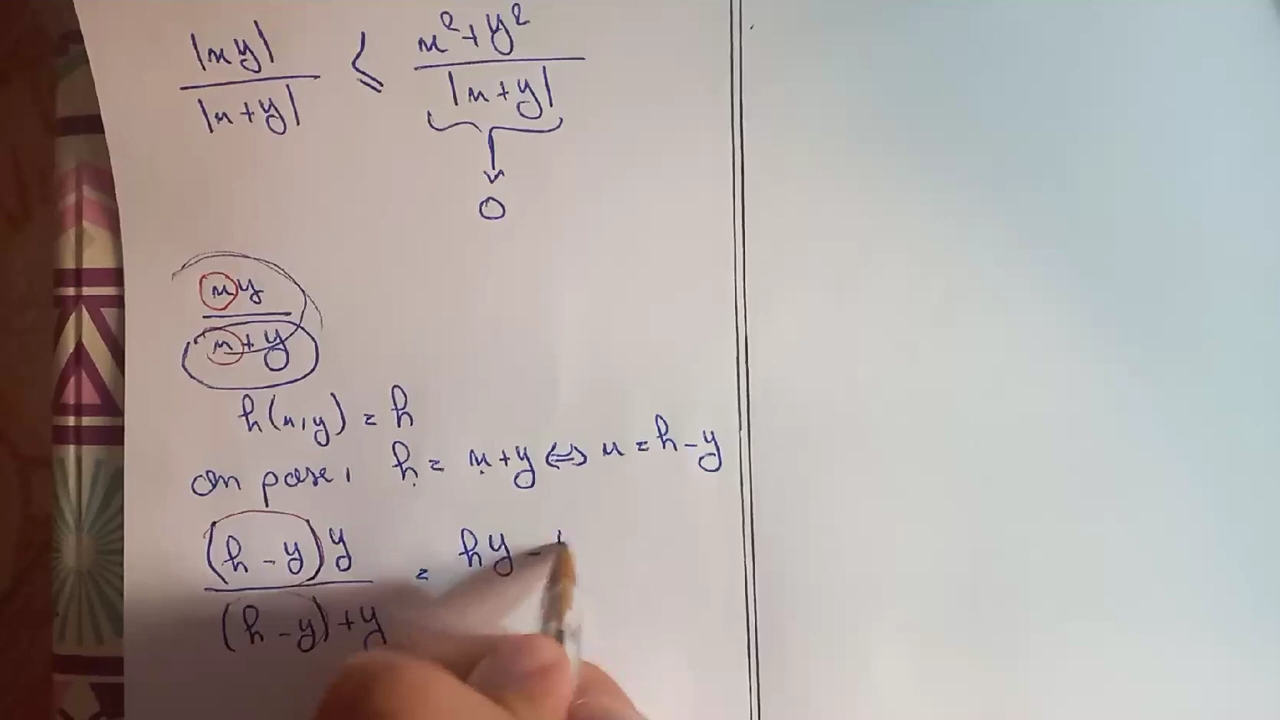 |xy| / |x+y| ⩽ x²+y² / |x+y|
0
xy / x+y
h(x,y) = h
on pose, h = x+y ⟺ x = h-y
(h-y)y / (h-y)+y = hy -